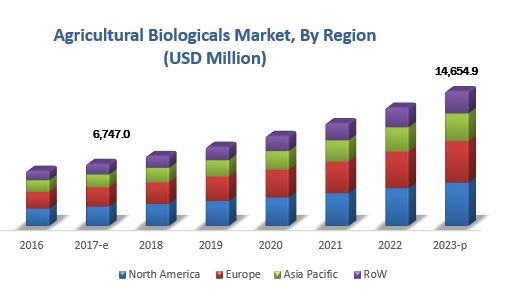 Agricultural Biologicals Market, By Region
(USD Million)
14,654.9
6,747.0
2016 2017-e 2018 2019 2020 2021 2022 2023-p
North America Europe Asia Pacific RoW